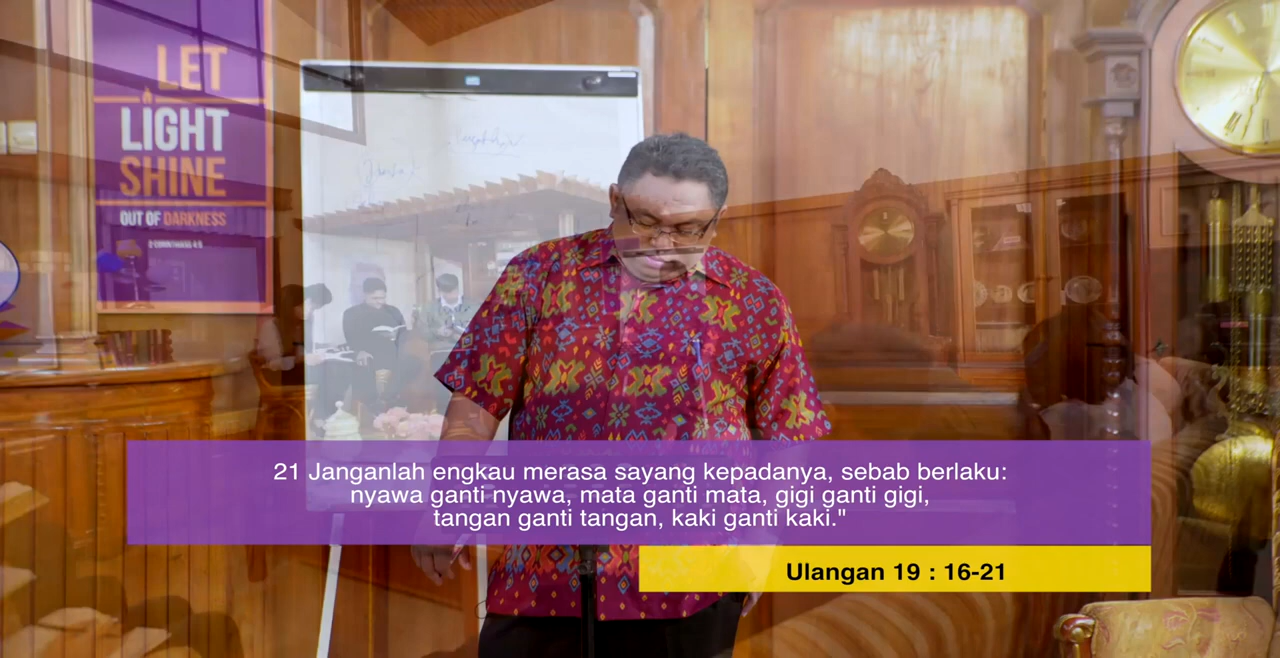 LET
LIGHT
SHINE
OUT OF DARKNESS
21 Janganlah engkau merasa sayang kepadanya, sebab berlaku:
nyawa ganti nyawa, mata ganti mata, gigi ganti gigi,
tangan ganti tangan, kaki ganti kaki."
Ulangan 19 : 16-21